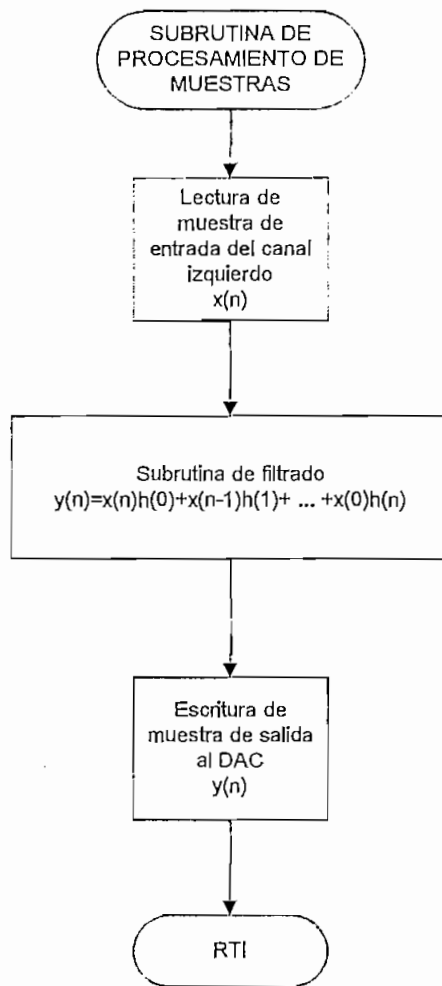 SUBRUTINA DE
PROCESAMIENTO DE
MUESTRAS
Lectura de
muestra de
entrada del canal
izquierdo
x(n)
Subrutina de filtrado
y(n)=x(n)h(0)+x(n-1)h(1)+ ... +x(0)h(n)
Escritura de
muestra de salida
al DAC
y(n)
RTI